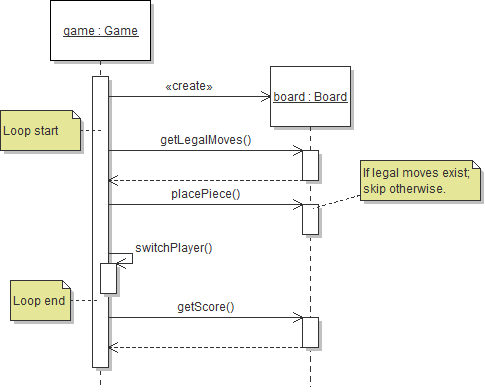 game : Game
«create»
board : Board
Loop start
getLegalMoves()
If legal moves exist;
skip otherwise.
placePiece()
switchPlayer()
Loop end
getScore()